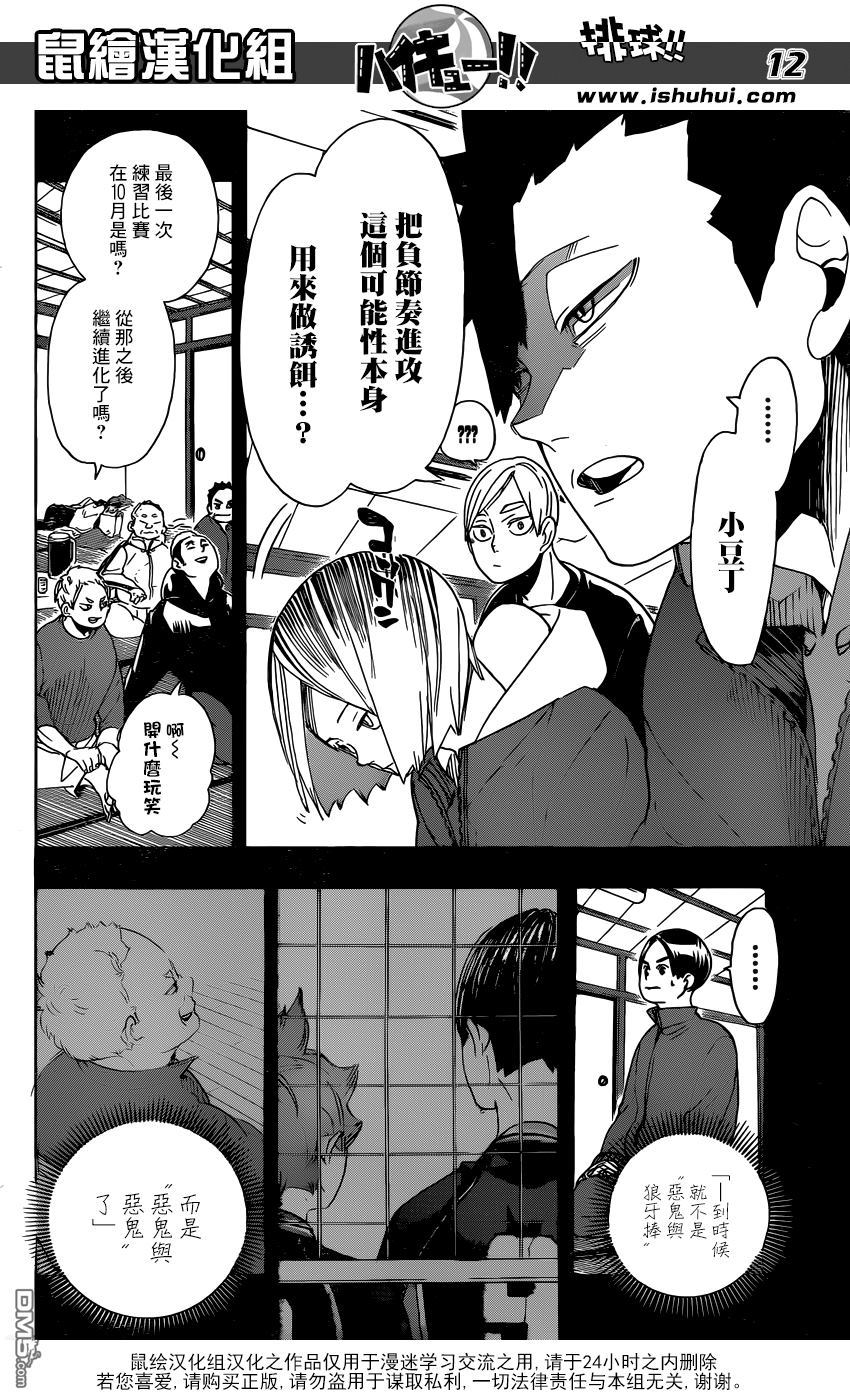 鼠繪漢化組
ハイキュー!!
排球!!
12
www.ishuhui.com
……
小豆丁
把負節奏進攻
這個可能性本身
用來做誘餌…?
???
コックン
最後一次
練習比賽
在10月是嗎?
從那之後
繼續進化了嗎?
啊~
開什麼玩笑
……
「—到時候
就不是
"惡鬼與
狼牙捧"
而是
"惡鬼與
惡鬼"
了」
DM5.com
鼠绘汉化组汉化之作品仅用于漫迷学习交流之用, 请于24小时之内删除
若您喜爱, 请购买正版, 请勿盗用于谋取私利, 一切法律责任与本组无关, 谢谢。